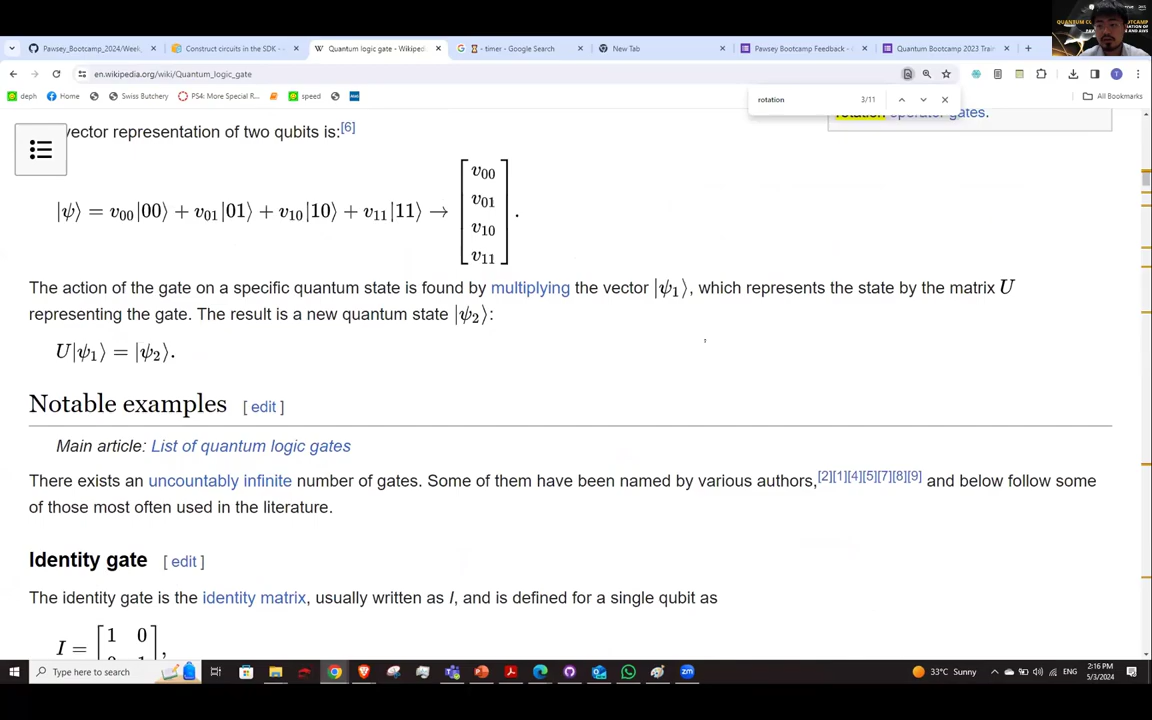 Pawsey_Bootcamp_2024/Week_
Construct circuits in the SDK -
Quantum logic gate - Wikiped
- timer - Google Search
New Tab
Pawsey Bootcamp Feedback -
Quantum Bootcamp 2023 Train
en.wikipedia.org/wiki/Quantum_logic_gate
deph
Home
Swiss Butchery
PS4: More Special R...
speed
All Bookmarks
rotation
3/11
rotation operator gates.
vector representation of two qubits is:[6]
|ψ⟩ = v00|00⟩ + v01|01⟩ + v10|10⟩ + v11|11⟩ → [v00 v01 v10 v11].
The action of the gate on a specific quantum state is found by multiplying the vector |ψ1⟩, which represents the state by the matrix U
representing the gate. The result is a new quantum state |ψ2⟩:
U|ψ1⟩ = |ψ2⟩.
Notable examples [ edit ]
Main article: List of quantum logic gates
There exists an uncountably infinite number of gates. Some of them have been named by various authors,[2][1][4][5][7][8][9] and below follow some
of those most often used in the literature.
Identity gate [ edit ]
The identity gate is the identity matrix, usually written as I, and is defined for a single qubit as
I = [1 0
Type here to search
33°C Sunny
ENG
2:16 PM
5/3/2024